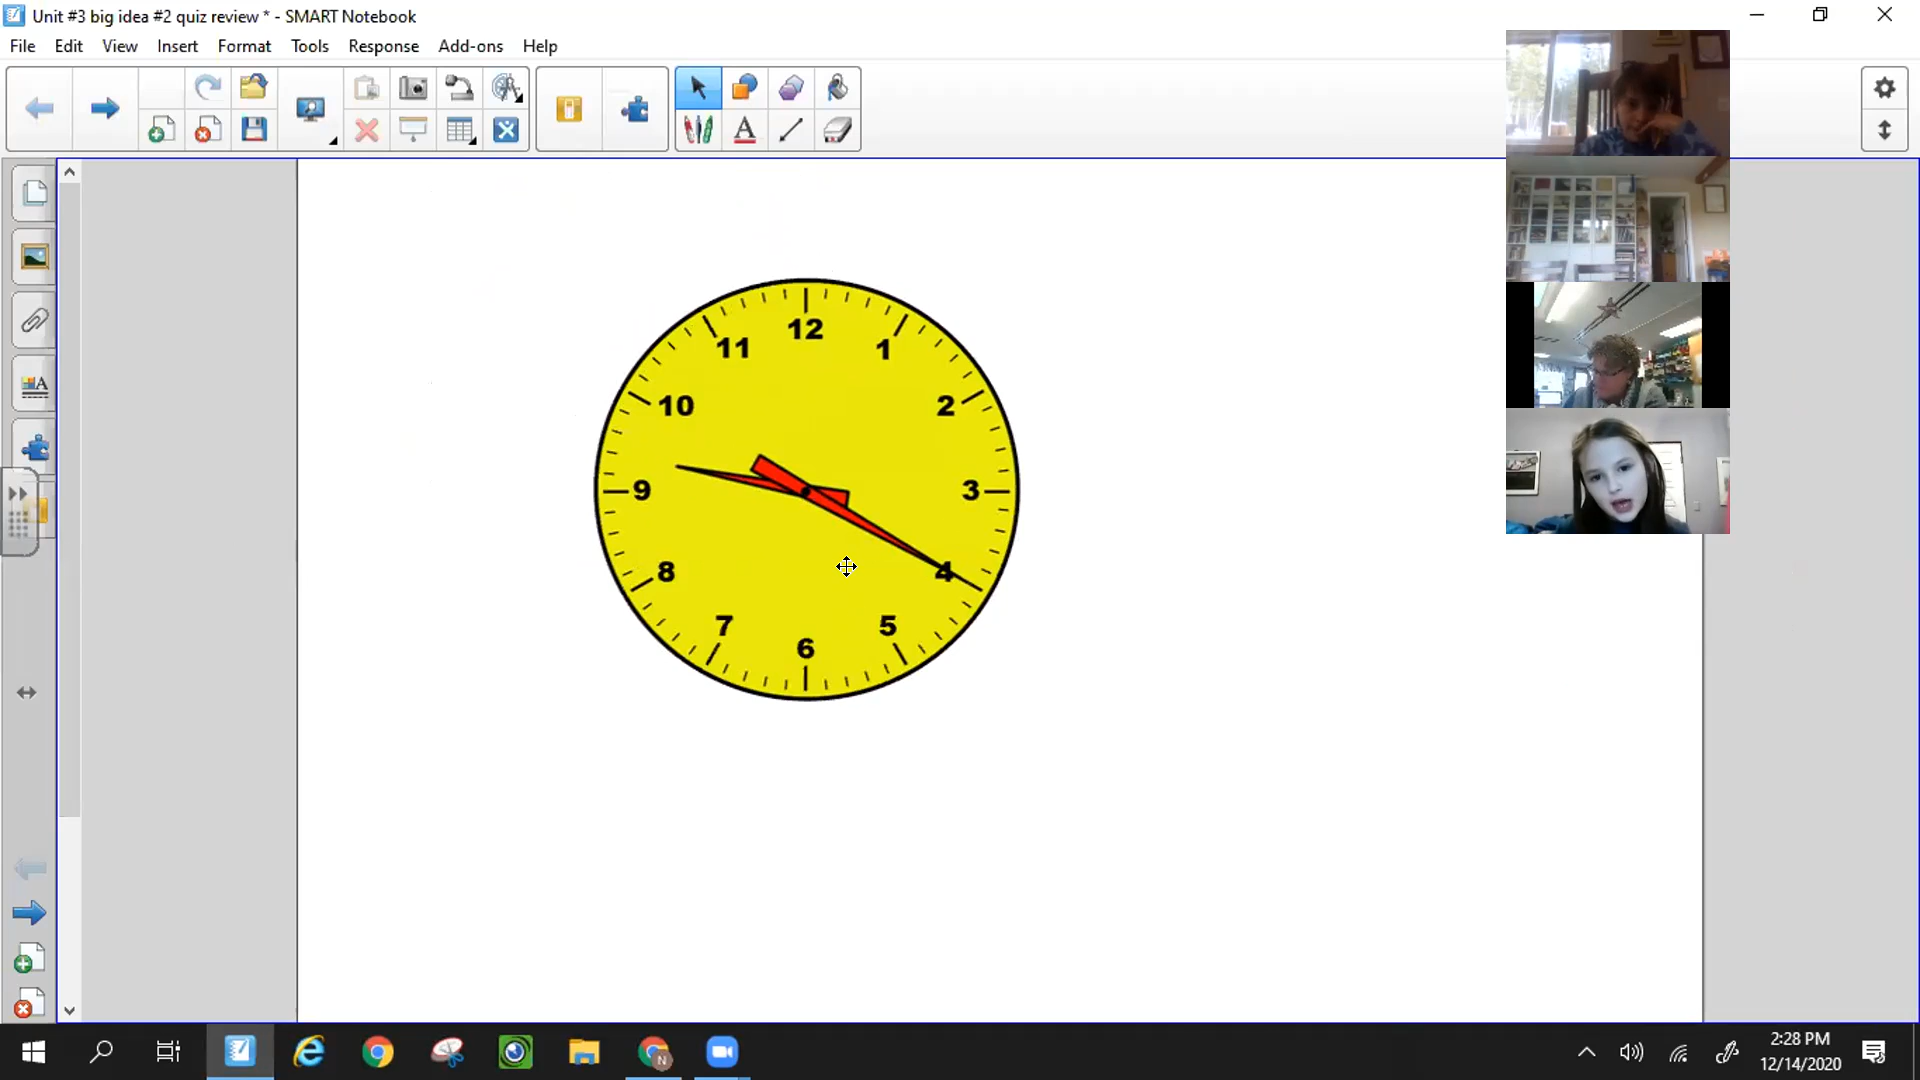 Unit #3 big idea #2 quiz review * - SMART Notebook
File Edit View Insert Format Tools Response Add-ons Help
12
11 1
10 2
9 3
8 4
7 5
6
2:28 PM
12/14/2020